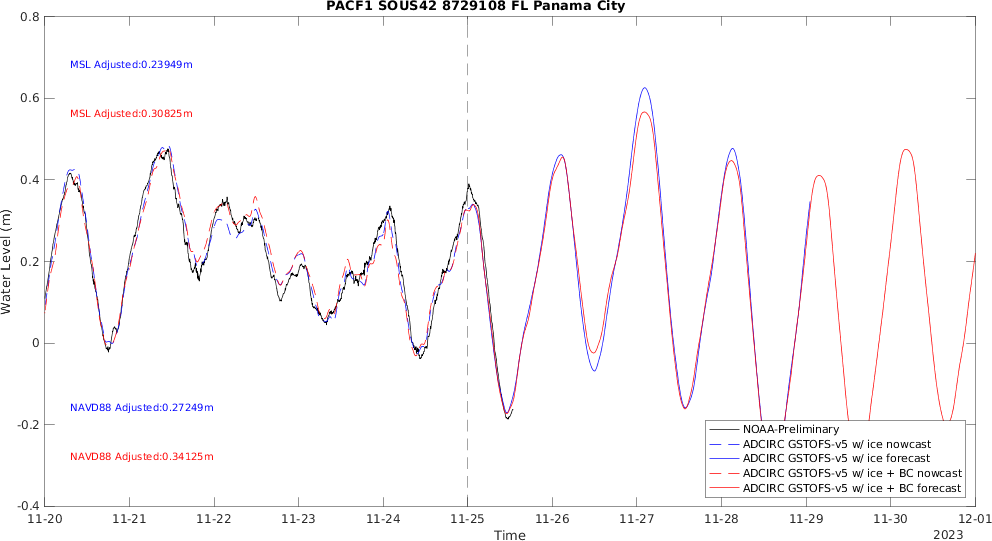 PACF1 SOUS42 8729108 FL Panama City
0.8
0.6
0.4
0.2
0
-0.2
-0.4
Water Level (m)
MSL Adjusted:0.23949m
MSL Adjusted:0.30825m
NAVD88 Adjusted:0.27249m
NAVD88 Adjusted:0.34125m
NOAA-Preliminary
ADCIRC GSTOFS-v5 w/ ice nowcast
ADCIRC GSTOFS-v5 w/ ice forecast
ADCIRC GSTOFS-v5 w/ ice + BC nowcast
ADCIRC GSTOFS-v5 w/ ice + BC forecast
11-20 11-21 11-22 11-23 11-24 11-25 11-26 11-27 11-28 11-29 11-30 12-01
Time
2023